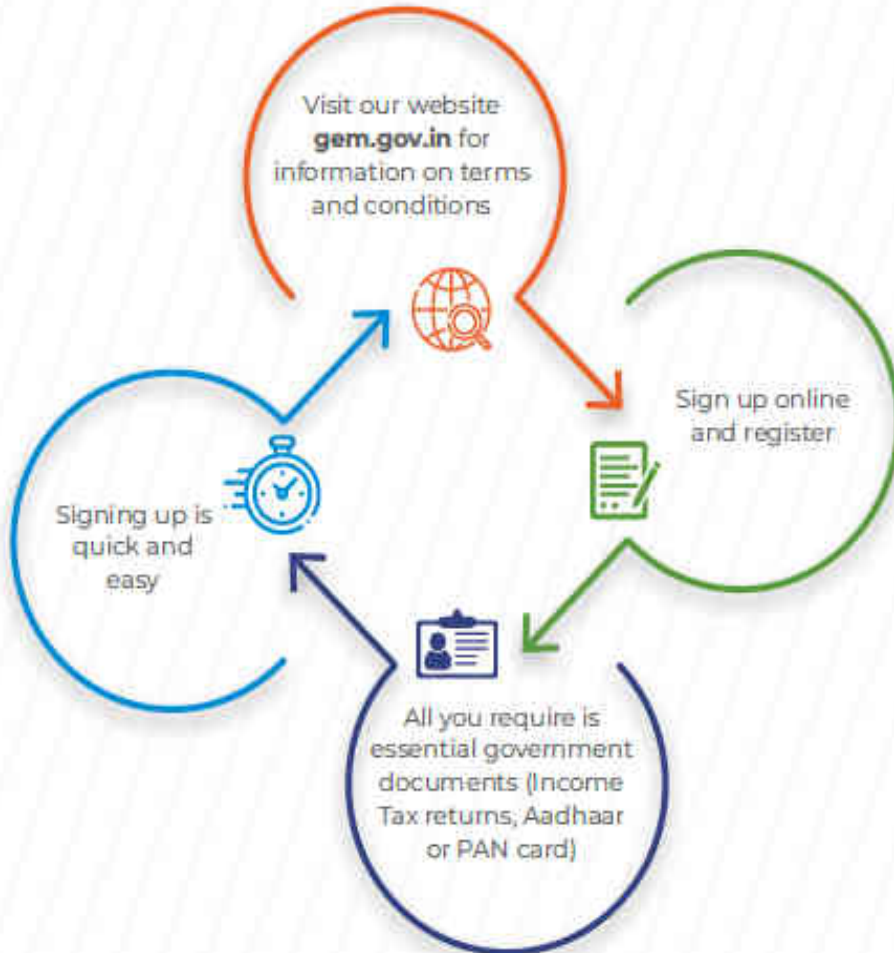 Visit our website
gem.gov.in for
information on terms
and conditions
Sign up online
and register
All you require is
essential government
documents (Income
Tax returns, Aadhaar
or PAN card)
Signing up is
quick and
easy